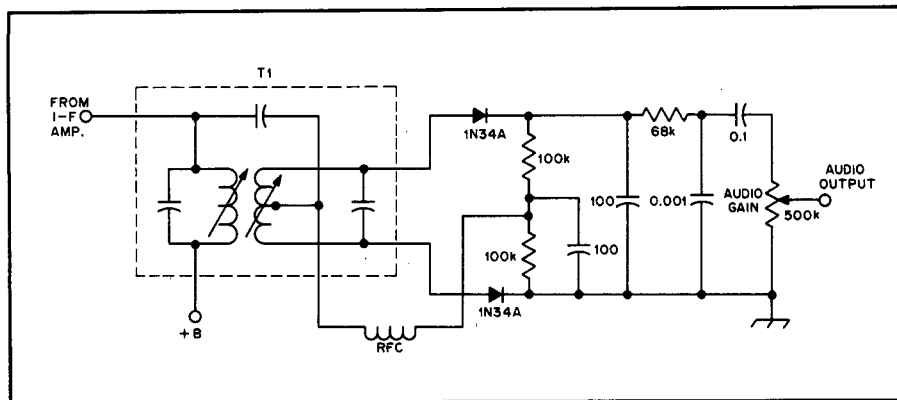 T1
FROM
I-F
AMP.
+B
1N34A
1N34A
RFC
100k
100k
100
100
68k
0.001
0.1
AUDIO
GAIN
500k
AUDIO
OUTPUT